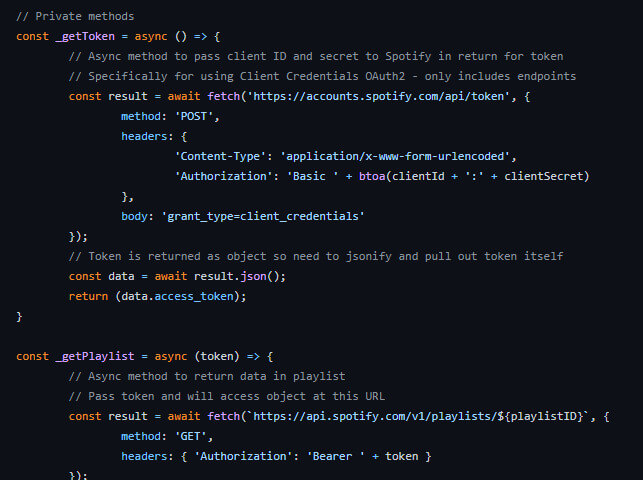 // Private methods
const _getToken = async () => {
// Async method to pass client ID and secret to Spotify in return for token
// Specifically for using Client Credentials OAuth2 - only includes endpoints
const result = await fetch('https://accounts.spotify.com/api/token', {
method: 'POST',
headers: {
'Content-Type': 'application/x-www-form-urlencoded',
'Authorization': 'Basic ' + btoa(clientId + ':' + clientSecret)
},
body: 'grant_type=client_credentials'
});
// Token is returned as object so need to jsonify and pull out token itself
const data = await result.json();
return (data.access_token);
}
const _getPlaylist = async (token) => {
// Async method to return data in playlist
// Pass token and will access object at this URL
const result = await fetch(`https://api.spotify.com/v1/playlists/${playlistID}`, {
method: 'GET',
headers: { 'Authorization': 'Bearer ' + token }
});